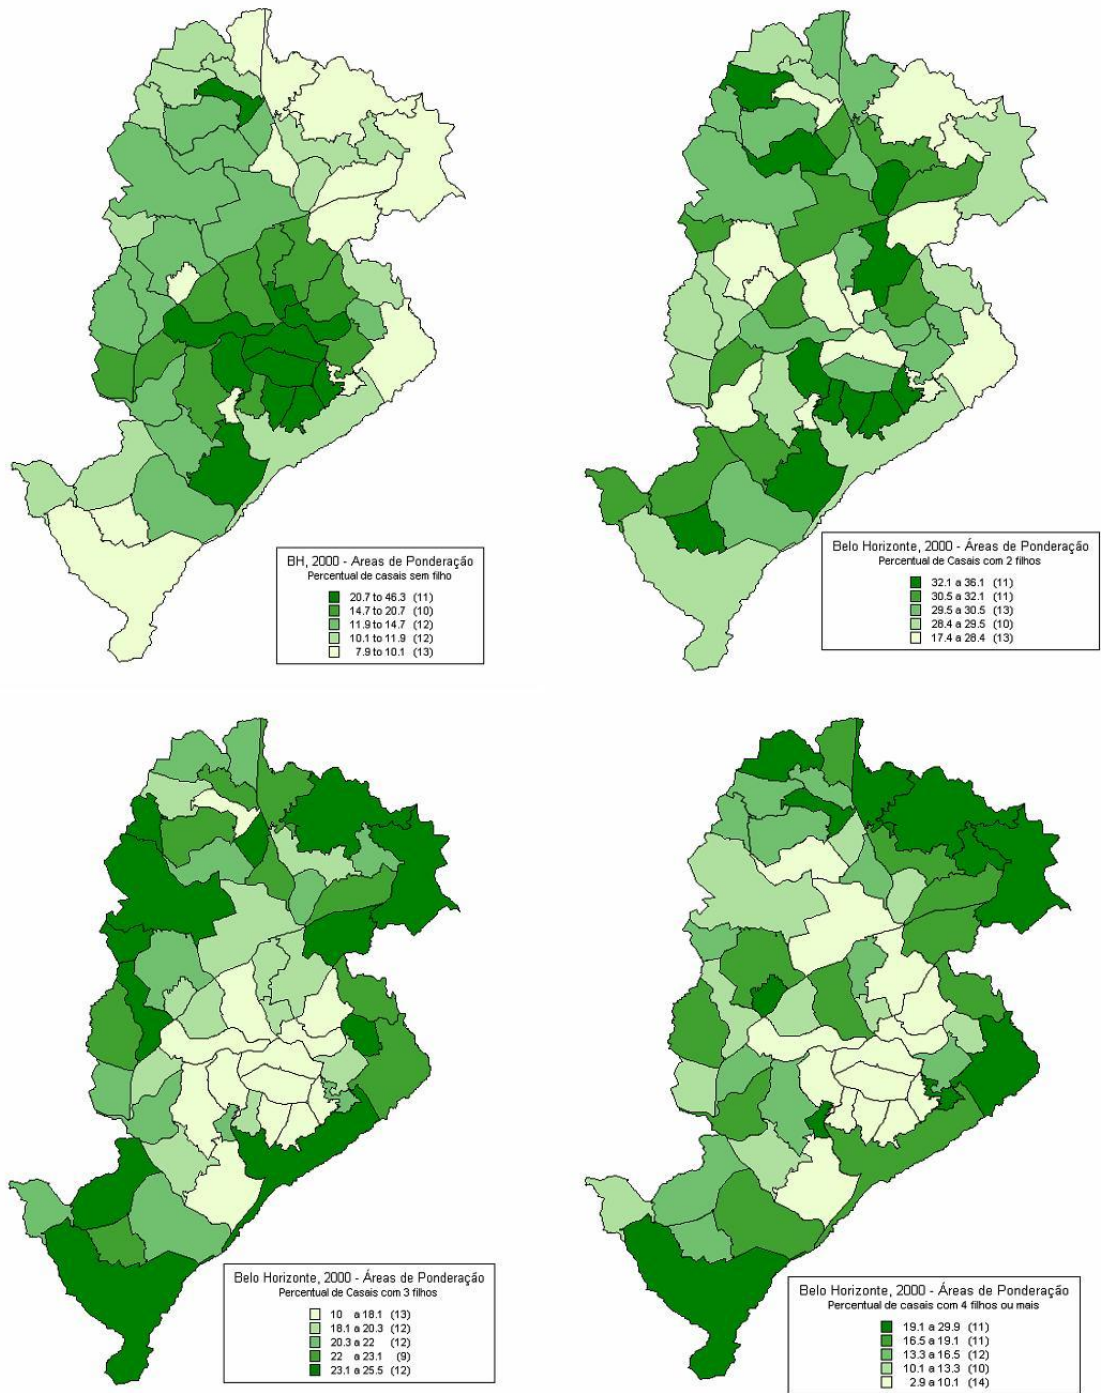 BH, 2000 - Areas de Ponderação
Percentual de casais sem filho
20.7 to 46.3 (11)
14.7 to 20.7 (10)
11.9 to 14.7 (12)
10.1 to 11.9 (12)
7.9 to 10.1 (13)
Belo Horizonte, 2000 - Áreas de Ponderação
Percentual de Casais com 2 filhos
32.1 a 36.1 (11)
30.5 a 32.1 (11)
29.5 a 30.5 (13)
28.4 a 29.5 (10)
17.4 a 28.4 (13)
Belo Horizonte, 2000 - Áreas de Ponderação
Percentual de Casais com 3 filhos
10 a 18.1 (13)
18.1 a 20.3 (12)
20.3 a 22 (12)
22 a 23.1 (9)
23.1 a 25.5 (12)
Belo Horizonte, 2000 - Áreas de Ponderação
Percentual de casais com 4 filhos ou mais
19.1 a 29.9 (11)
16.5 a 19.1 (11)
13.3 a 16.5 (12)
10.1 a 13.3 (10)
2.9 a 10.1 (14)